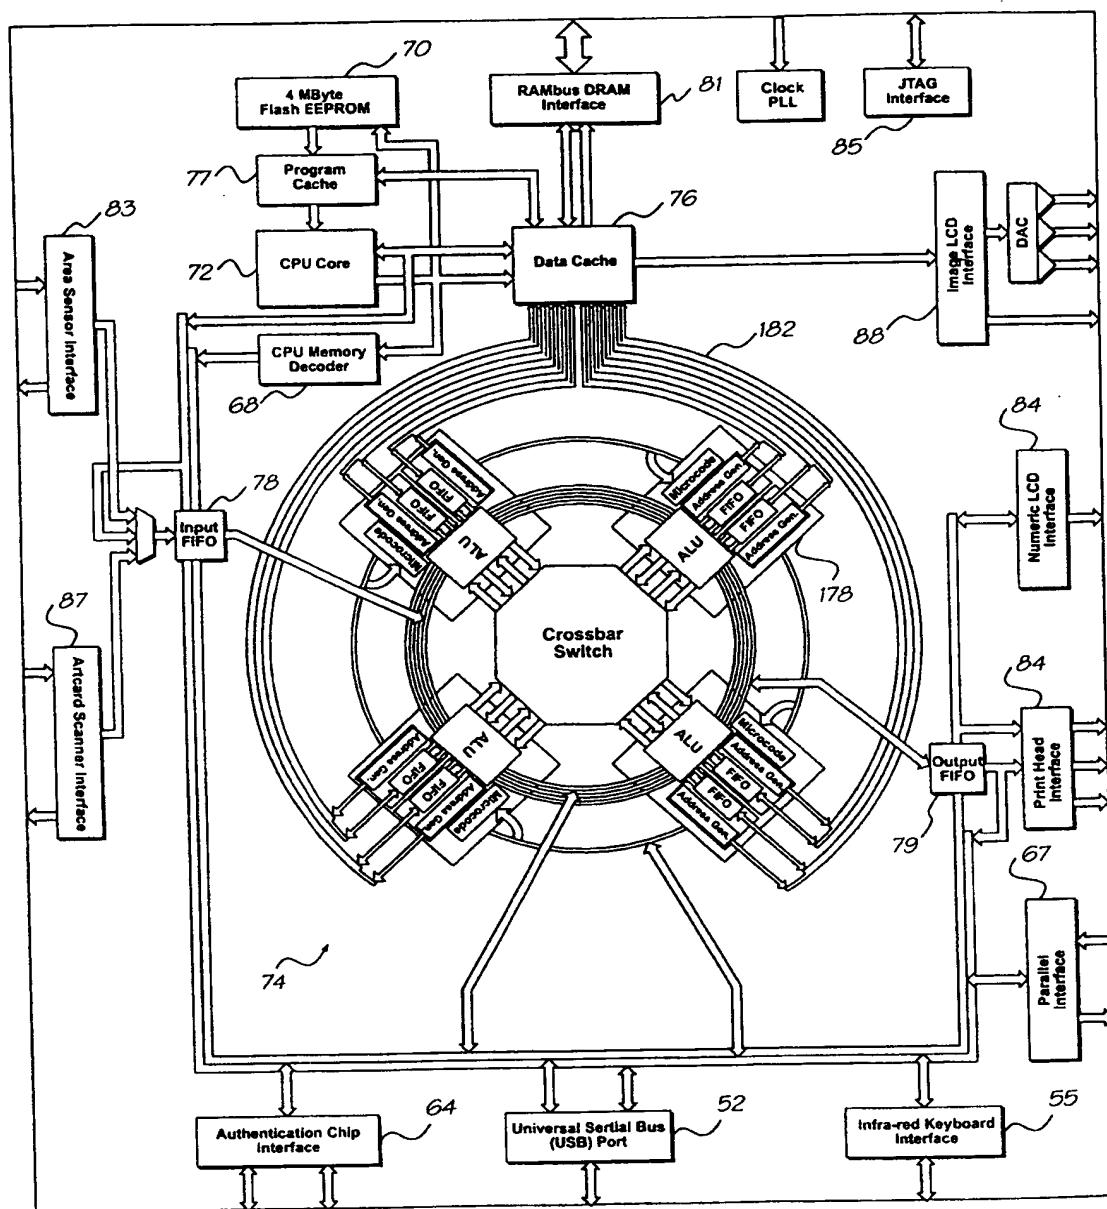 70
4 MByte
Flash EEPROM
RAMbus DRAM
Interface
81
Clock
PLL
JTAG
Interface
85
77
Program
Cache
76
83
Area Sensor Interface
72
CPU Core
Data Cache
Image LCD
Interface
DAC
88
182
CPU Memory
Decoder
68
84
Numeric LCD
Interface
78
Input
FIFO
Microcode
Address Gen.
FIFO
FIFO
Address Gen.
ALU
Microcode
Address Gen.
FIFO
FIFO
Address Gen.
ALU
178
87
Artcard Scanner Interface
Crossbar
Switch
84
Print Head
Interface
Address Gen.
FIFO
FIFO
Address Gen.
Microcode
ALU
Microcode
Address Gen.
FIFO
FIFO
Address Gen.
ALU
Output
FIFO
79
67
Parallel
Interface
74
64
Authentication Chip
Interface
52
Universal Sertial Bus
(USB) Port
55
Infra-red Keyboard
Interface